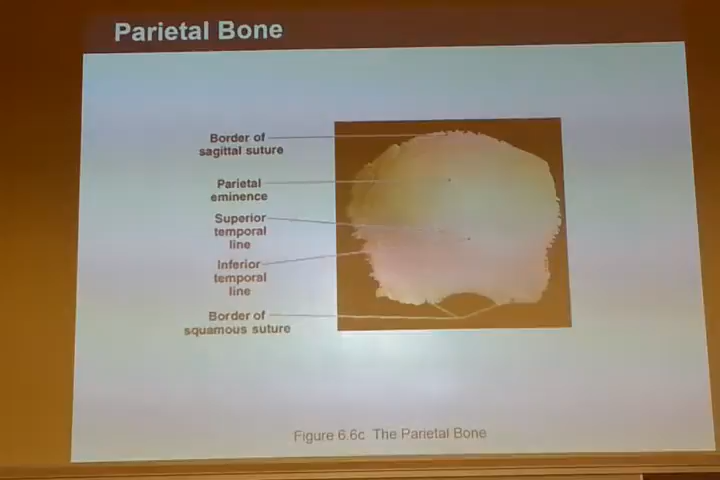 Parietal Bone
Border of
sagittal suture
Parietal
eminence
Superior
temporal
line
Inferior
temporal
line
Border of
squamous suture
Figure 6.6c The Parietal Bone